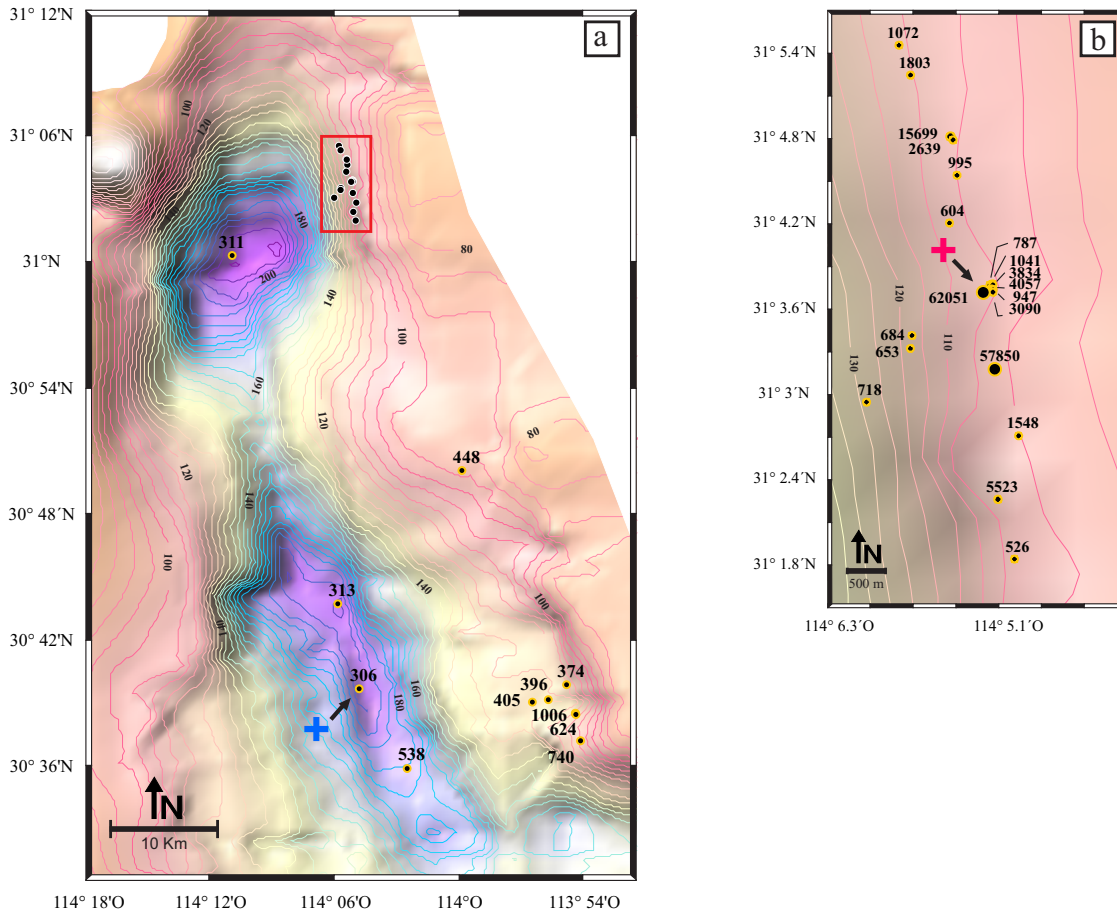 31° 12'N
31° 06'N
31° N
30° 54'N
30° 48'N
30° 42'N
30° 36'N
114° 18'O
114° 12'O
114° 06'O
114°O
113° 54'O
a
100
120
180
311
200
140
80
100
160
120
80
448
120
140
100
313
140
100
140
306
160
180
374
396
405
1006
624
740
538
N
10 Km
b
31° 5.4'N
31° 4.8'N
31° 4.2'N
31° 3.6'N
31° 3'N
31° 2.4'N
31° 1.8'N
114° 6.3'O
114° 5.1'O
1072
1803
15699
2639
995
604
787
1041
3834
4057
947
3090
62051
120
110
130
684
653
57850
718
1548
5523
526
N
500 m